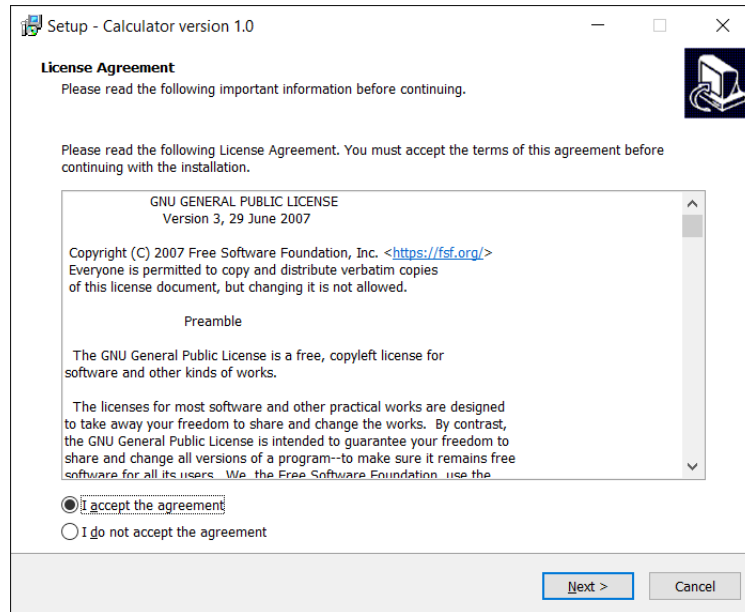 Setup - Calculator version 1.0
License Agreement
Please read the following important information before continuing.
Please read the following License Agreement. You must accept the terms of this agreement before
continuing with the installation.
GNU GENERAL PUBLIC LICENSE
Version 3, 29 June 2007
Copyright (C) 2007 Free Software Foundation, Inc. <https://fsf.org/>
Everyone is permitted to copy and distribute verbatim copies
of this license document, but changing it is not allowed.
Preamble
The GNU General Public License is a free, copyleft license for
software and other kinds of works.
The licenses for most software and other practical works are designed
to take away your freedom to share and change the works.  By contrast,
the GNU General Public License is intended to guarantee your freedom to
share and change all versions of a program--to make sure it remains free
software for all its users.  We, the Free Software Foundation, use the
I accept the agreement
I do not accept the agreement
Next >
Cancel